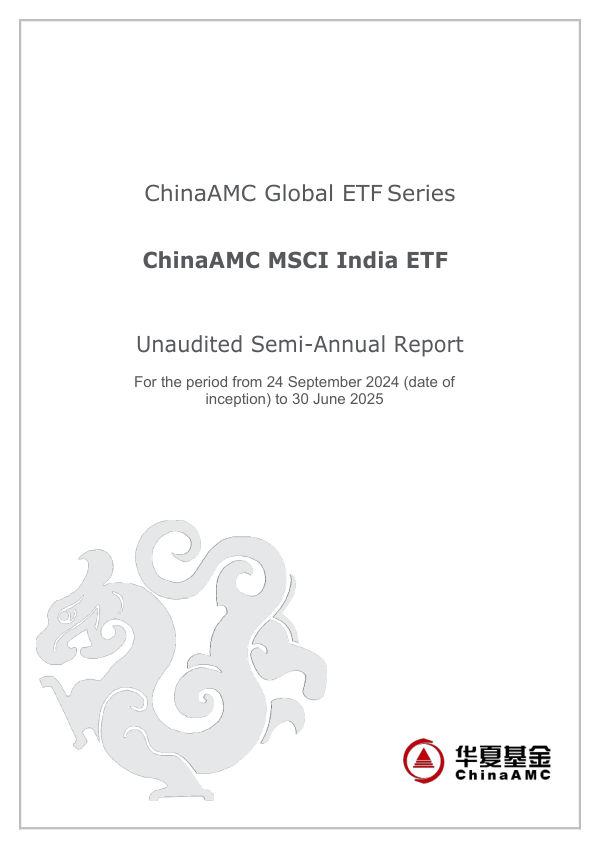 ChinaAMC Global ETF Series
ChinaAMC MSCI India ETF
Unaudited Semi-Annual Report
For the period from 24 September 2024 (date of
inception) to 30 June 2025
华夏基金
ChinaAMC